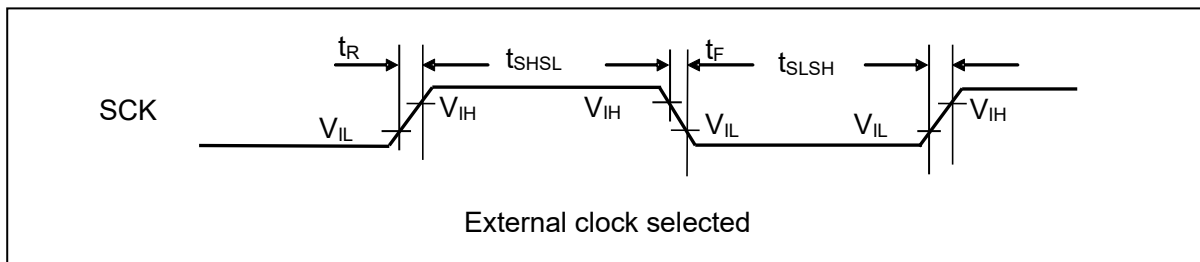 tR tSHSL tF tSLSH
SCK
VIL VIH VIH VIL VIL VIH
External clock selected